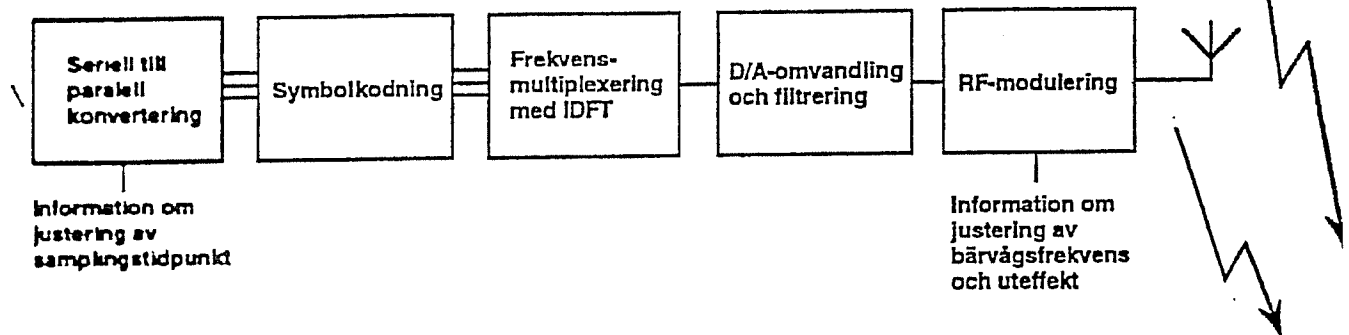 Seriell till
paralell
konvertering
Symbolkodning
Frekvens-
multiplexering
med IDFT
D/A-omvandling
och filtrering
RF-modulering
Information om
justering av
samplingstidpunkt
Information om
justering av
bärvågsfrekvens
och uteffekt